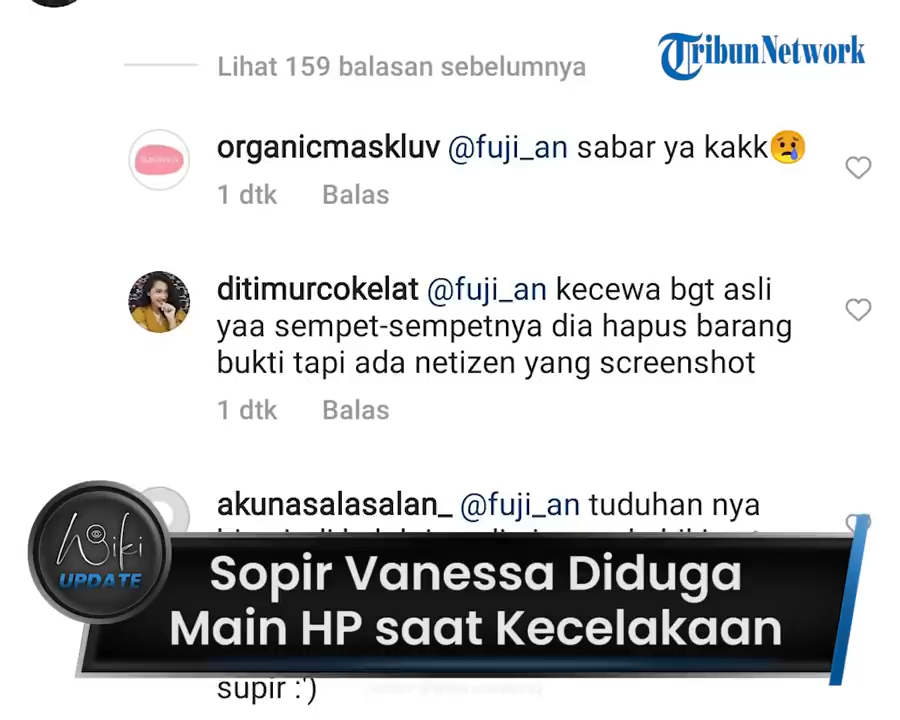 Lihat 159 balasan sebelumnya
TribunNetwork
organicmaskluv @fuji_an sabar ya kakk😢
1 dtk Balas
ditimurcokelat @fuji_an kecewa bgt asli
yaa sempet-sempetnya dia hapus barang
bukti tapi ada netizen yang screenshot
1 dtk Balas
akunasalasalan_ @fuji_an tuduhan nya
Wiki
UPDATE
Sopir Vanessa Diduga
Main HP saat Kecelakaan
supir :')